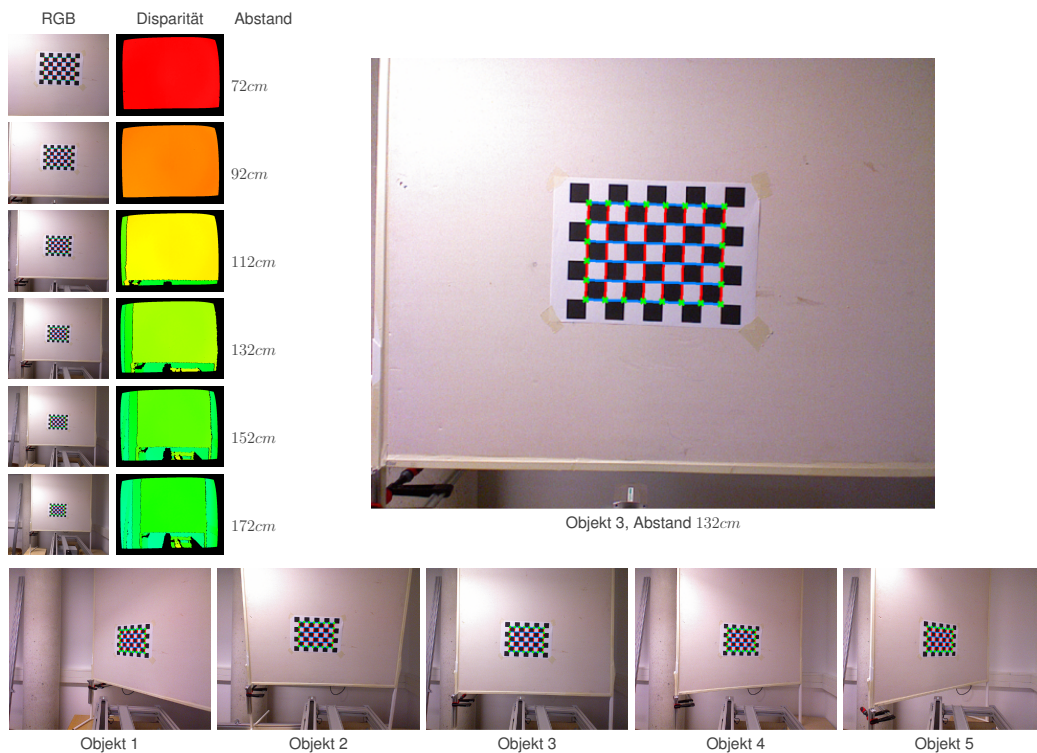 RGB Disparität Abstand
72cm
92cm
112cm
132cm
152cm
172cm
Objekt 3, Abstand 132cm
Objekt 1 Objekt 2 Objekt 3 Objekt 4 Objekt 5